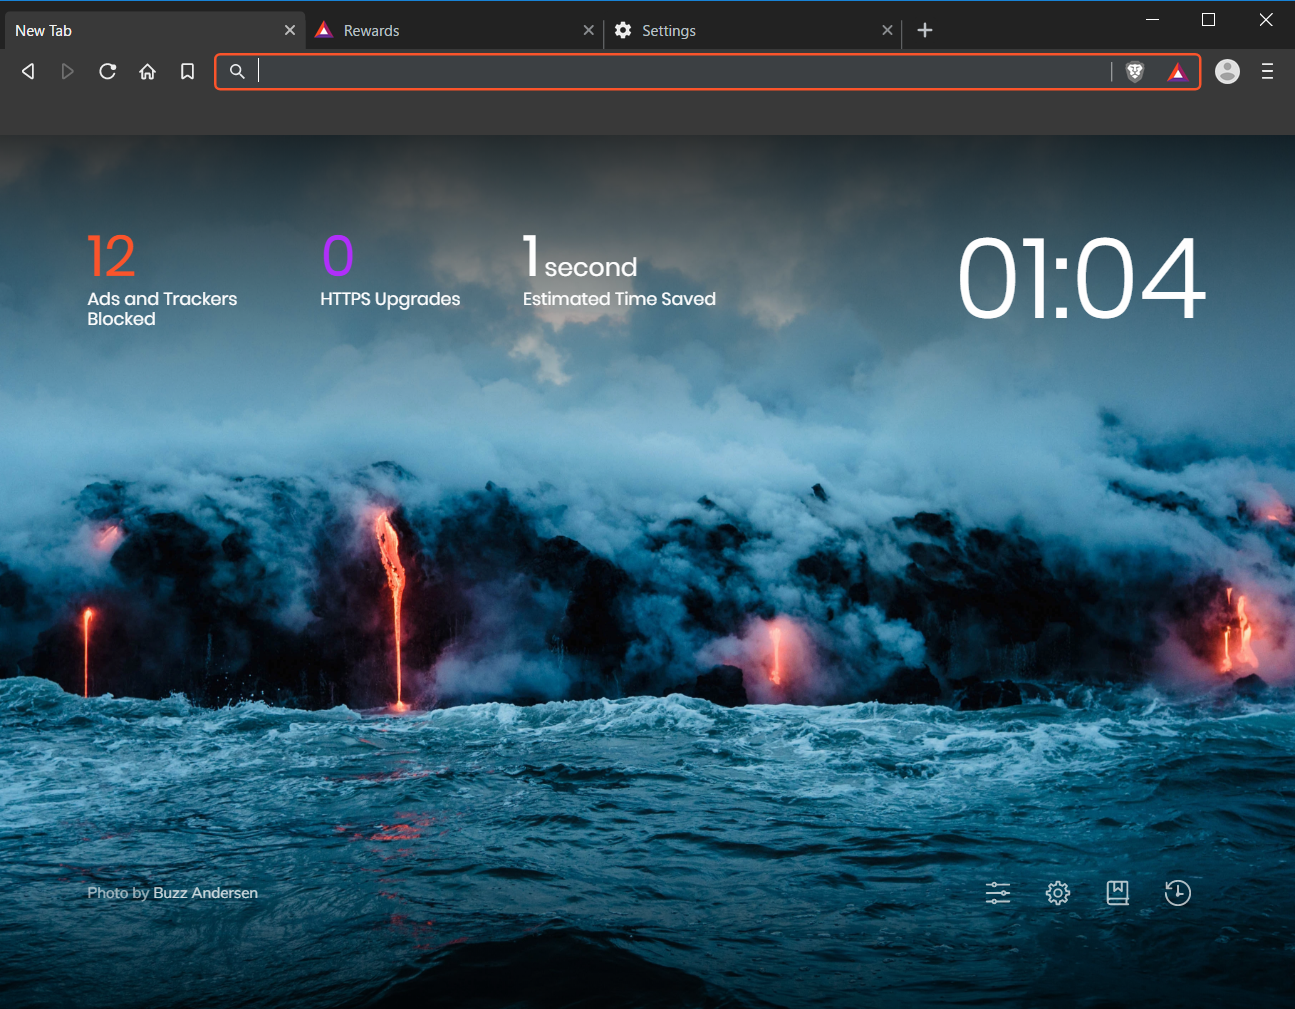 New Tab
Rewards
Settings
12
0
1 second
01:04
Ads and Trackers
Blocked
HTTPS Upgrades
Estimated Time Saved
Photo by Buzz Andersen